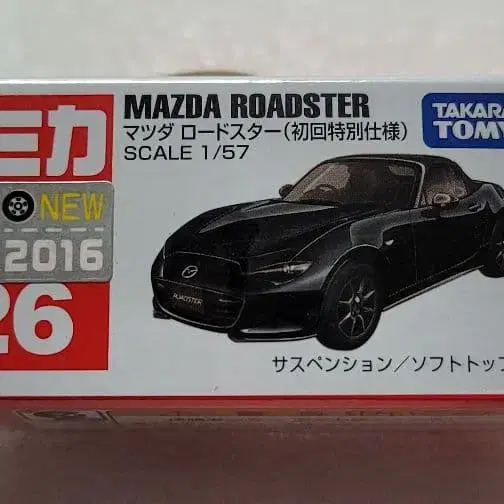 MAZDA ROADSTER
マツダ ロードスター(初回特別仕様)
SCALE 1/57
TAKARA
TOMY
ミカ
NEW
2016
26
ROADSTER
サスペンション/ソフトトップ